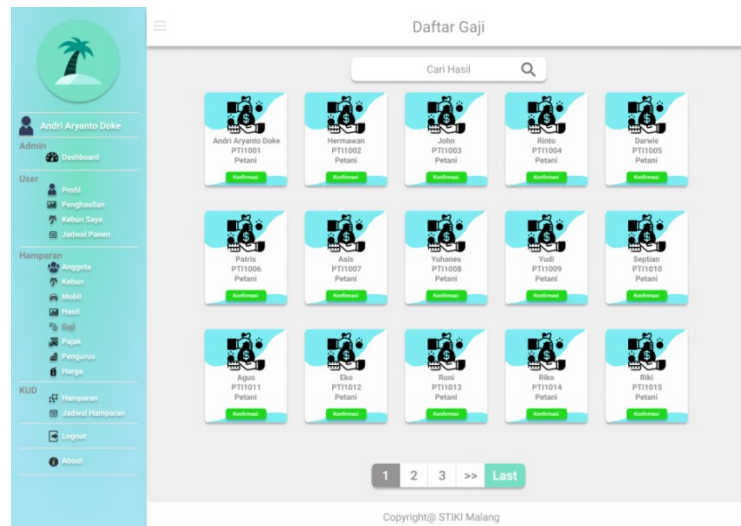 Daftar Gaji
Cari Hasil
Andri Aryanto Doke
Admin
Dashboard
User
Profil
Penghasilan
Kebun Saya
Jadwal Panen
Hamparan
Anggota
Kebun
Mobil
Hasil
Gaji
Pajak
Pengurus
Harga
KUD
Hamparan
Jadwal Hamparan
Logout
About
Andri Aryanto Doke
PTI1001
Petani
Konfirmasi
Hermawan
PTI1002
Petani
Konfirmasi
John
PTI1003
Petani
Konfirmasi
Rinto
PTI1004
Petani
Konfirmasi
Darwis
PTI1005
Petani
Konfirmasi
Patris
PTI1006
Petani
Konfirmasi
Asis
PTI1007
Petani
Konfirmasi
Yohanes
PTI1008
Petani
Konfirmasi
Yudi
PTI1009
Petani
Konfirmasi
Septian
PTI1010
Petani
Konfirmasi
Agus
PTI1011
Petani
Konfirmasi
Eko
PTI1012
Petani
Konfirmasi
Roni
PTI1013
Petani
Konfirmasi
Riko
PTI1014
Petani
Konfirmasi
Riki
PTI1015
Petani
Konfirmasi
1 2 3 >> Last
Copyright@ STIKI Malang